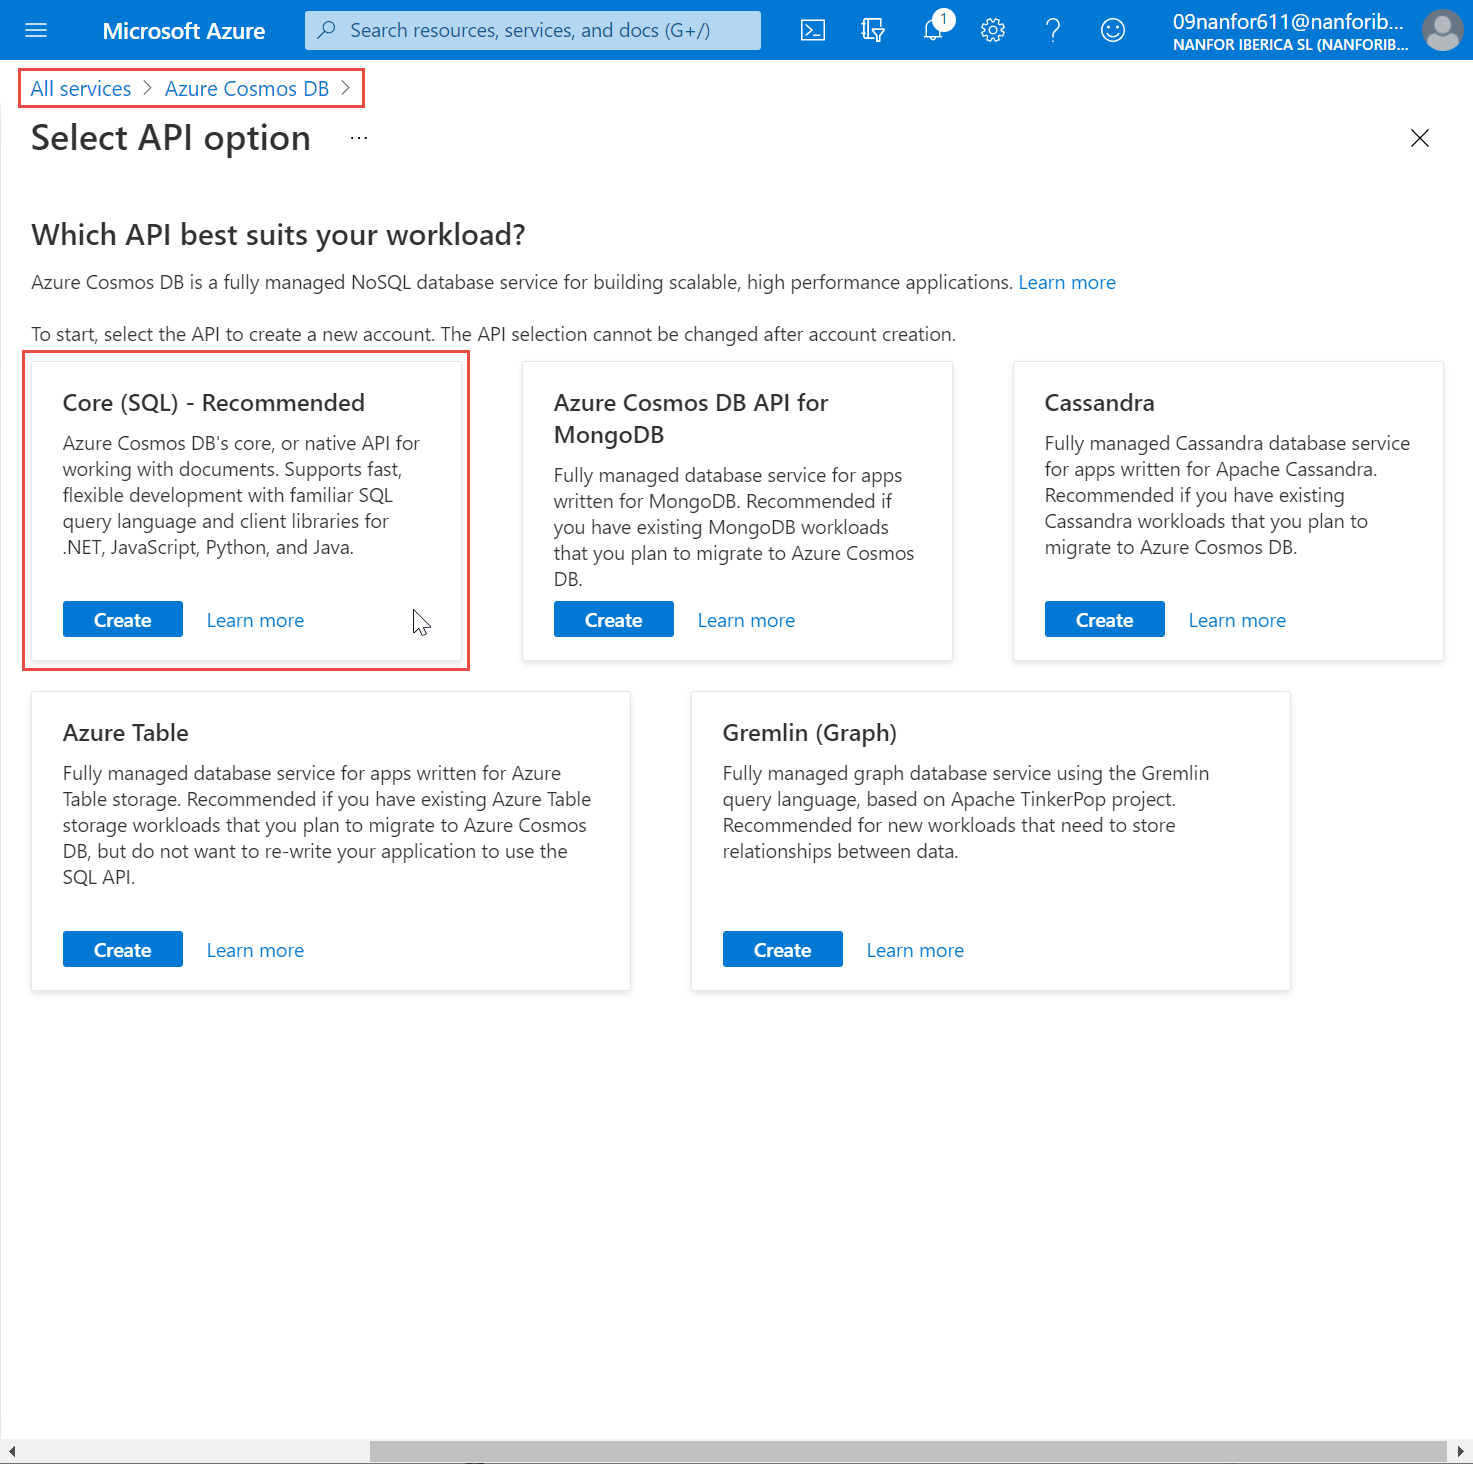 Microsoft Azure
Search resources, services, and docs (G+/)
1
09nanfor611@nanforib...
NANFOR IBERICA SL (NANFORIB...
All services > Azure Cosmos DB >
Select API option ...
Which API best suits your workload?
Azure Cosmos DB is a fully managed NoSQL database service for building scalable, high performance applications. Learn more
To start, select the API to create a new account. The API selection cannot be changed after account creation.
Core (SQL) - Recommended
Azure Cosmos DB's core, or native API for
working with documents. Supports fast,
flexible development with familiar SQL
query language and client libraries for
.NET, JavaScript, Python, and Java.
Create Learn more
Azure Cosmos DB API for
MongoDB
Fully managed database service for apps
written for MongoDB. Recommended if
you have existing MongoDB workloads
that you plan to migrate to Azure Cosmos
DB.
Create Learn more
Cassandra
Fully managed Cassandra database service
for apps written for Apache Cassandra.
Recommended if you have existing
Cassandra workloads that you plan to
migrate to Azure Cosmos DB.
Create Learn more
Azure Table
Fully managed database service for apps written for Azure
Table storage. Recommended if you have existing Azure Table
storage workloads that you plan to migrate to Azure Cosmos
DB, but do not want to re-write your application to use the
SQL API.
Create Learn more
Gremlin (Graph)
Fully managed graph database service using the Gremlin
query language, based on Apache TinkerPop project.
Recommended for new workloads that need to store
relationships between data.
Create Learn more